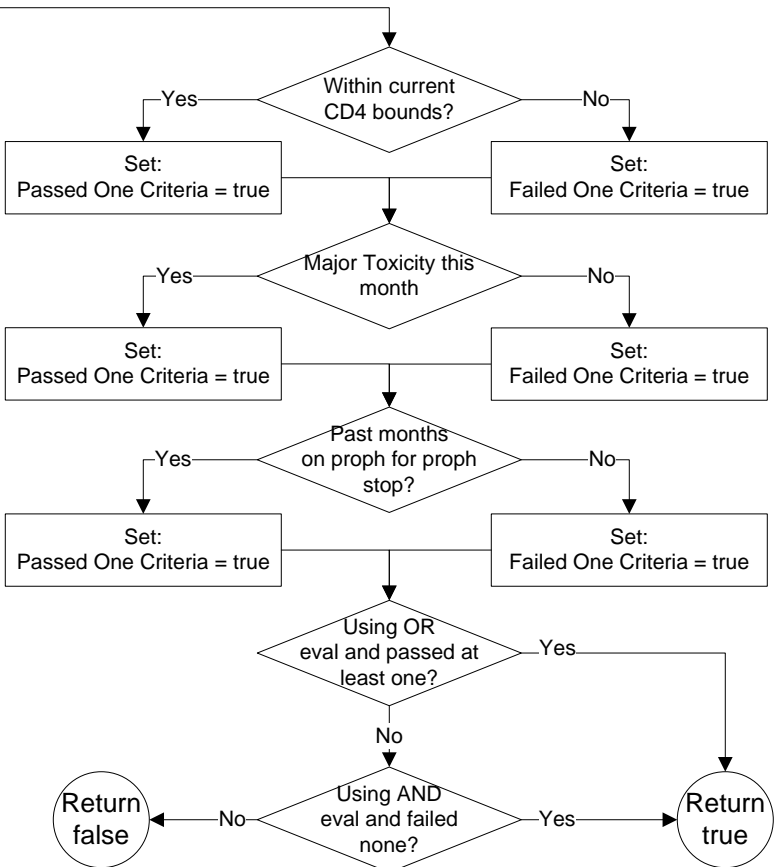 Within current
CD4 bounds?
Yes
No
Set:
Passed One Criteria = true
Set:
Failed One Criteria = true
Major Toxicity this
month
Yes
No
Set:
Passed One Criteria = true
Set:
Failed One Criteria = true
Past months
on proph for proph
stop?
Yes
No
Set:
Passed One Criteria = true
Set:
Failed One Criteria = true
Using OR
eval and passed at
least one?
Yes
No
Using AND
eval and failed
none?
No
Yes
Return
false
Return
true